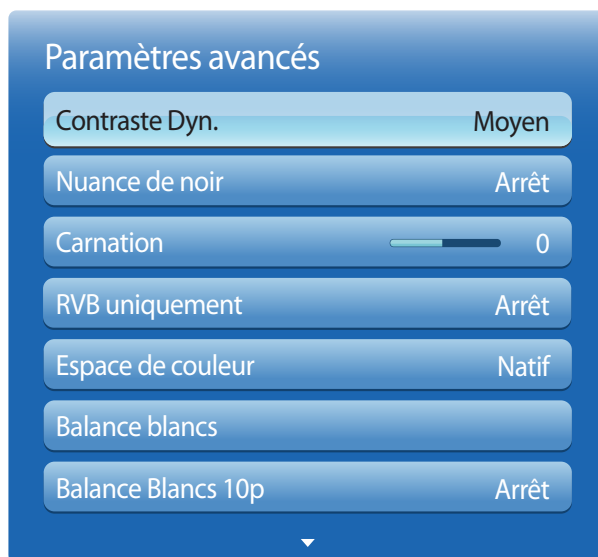 Paramètres avancés
Contraste Dyn. Moyen
Nuance de noir Arrêt
Carnation 0
RVB uniquement Arrêt
Espace de couleur Natif
Balance blancs
Balance Blancs 10p Arrêt